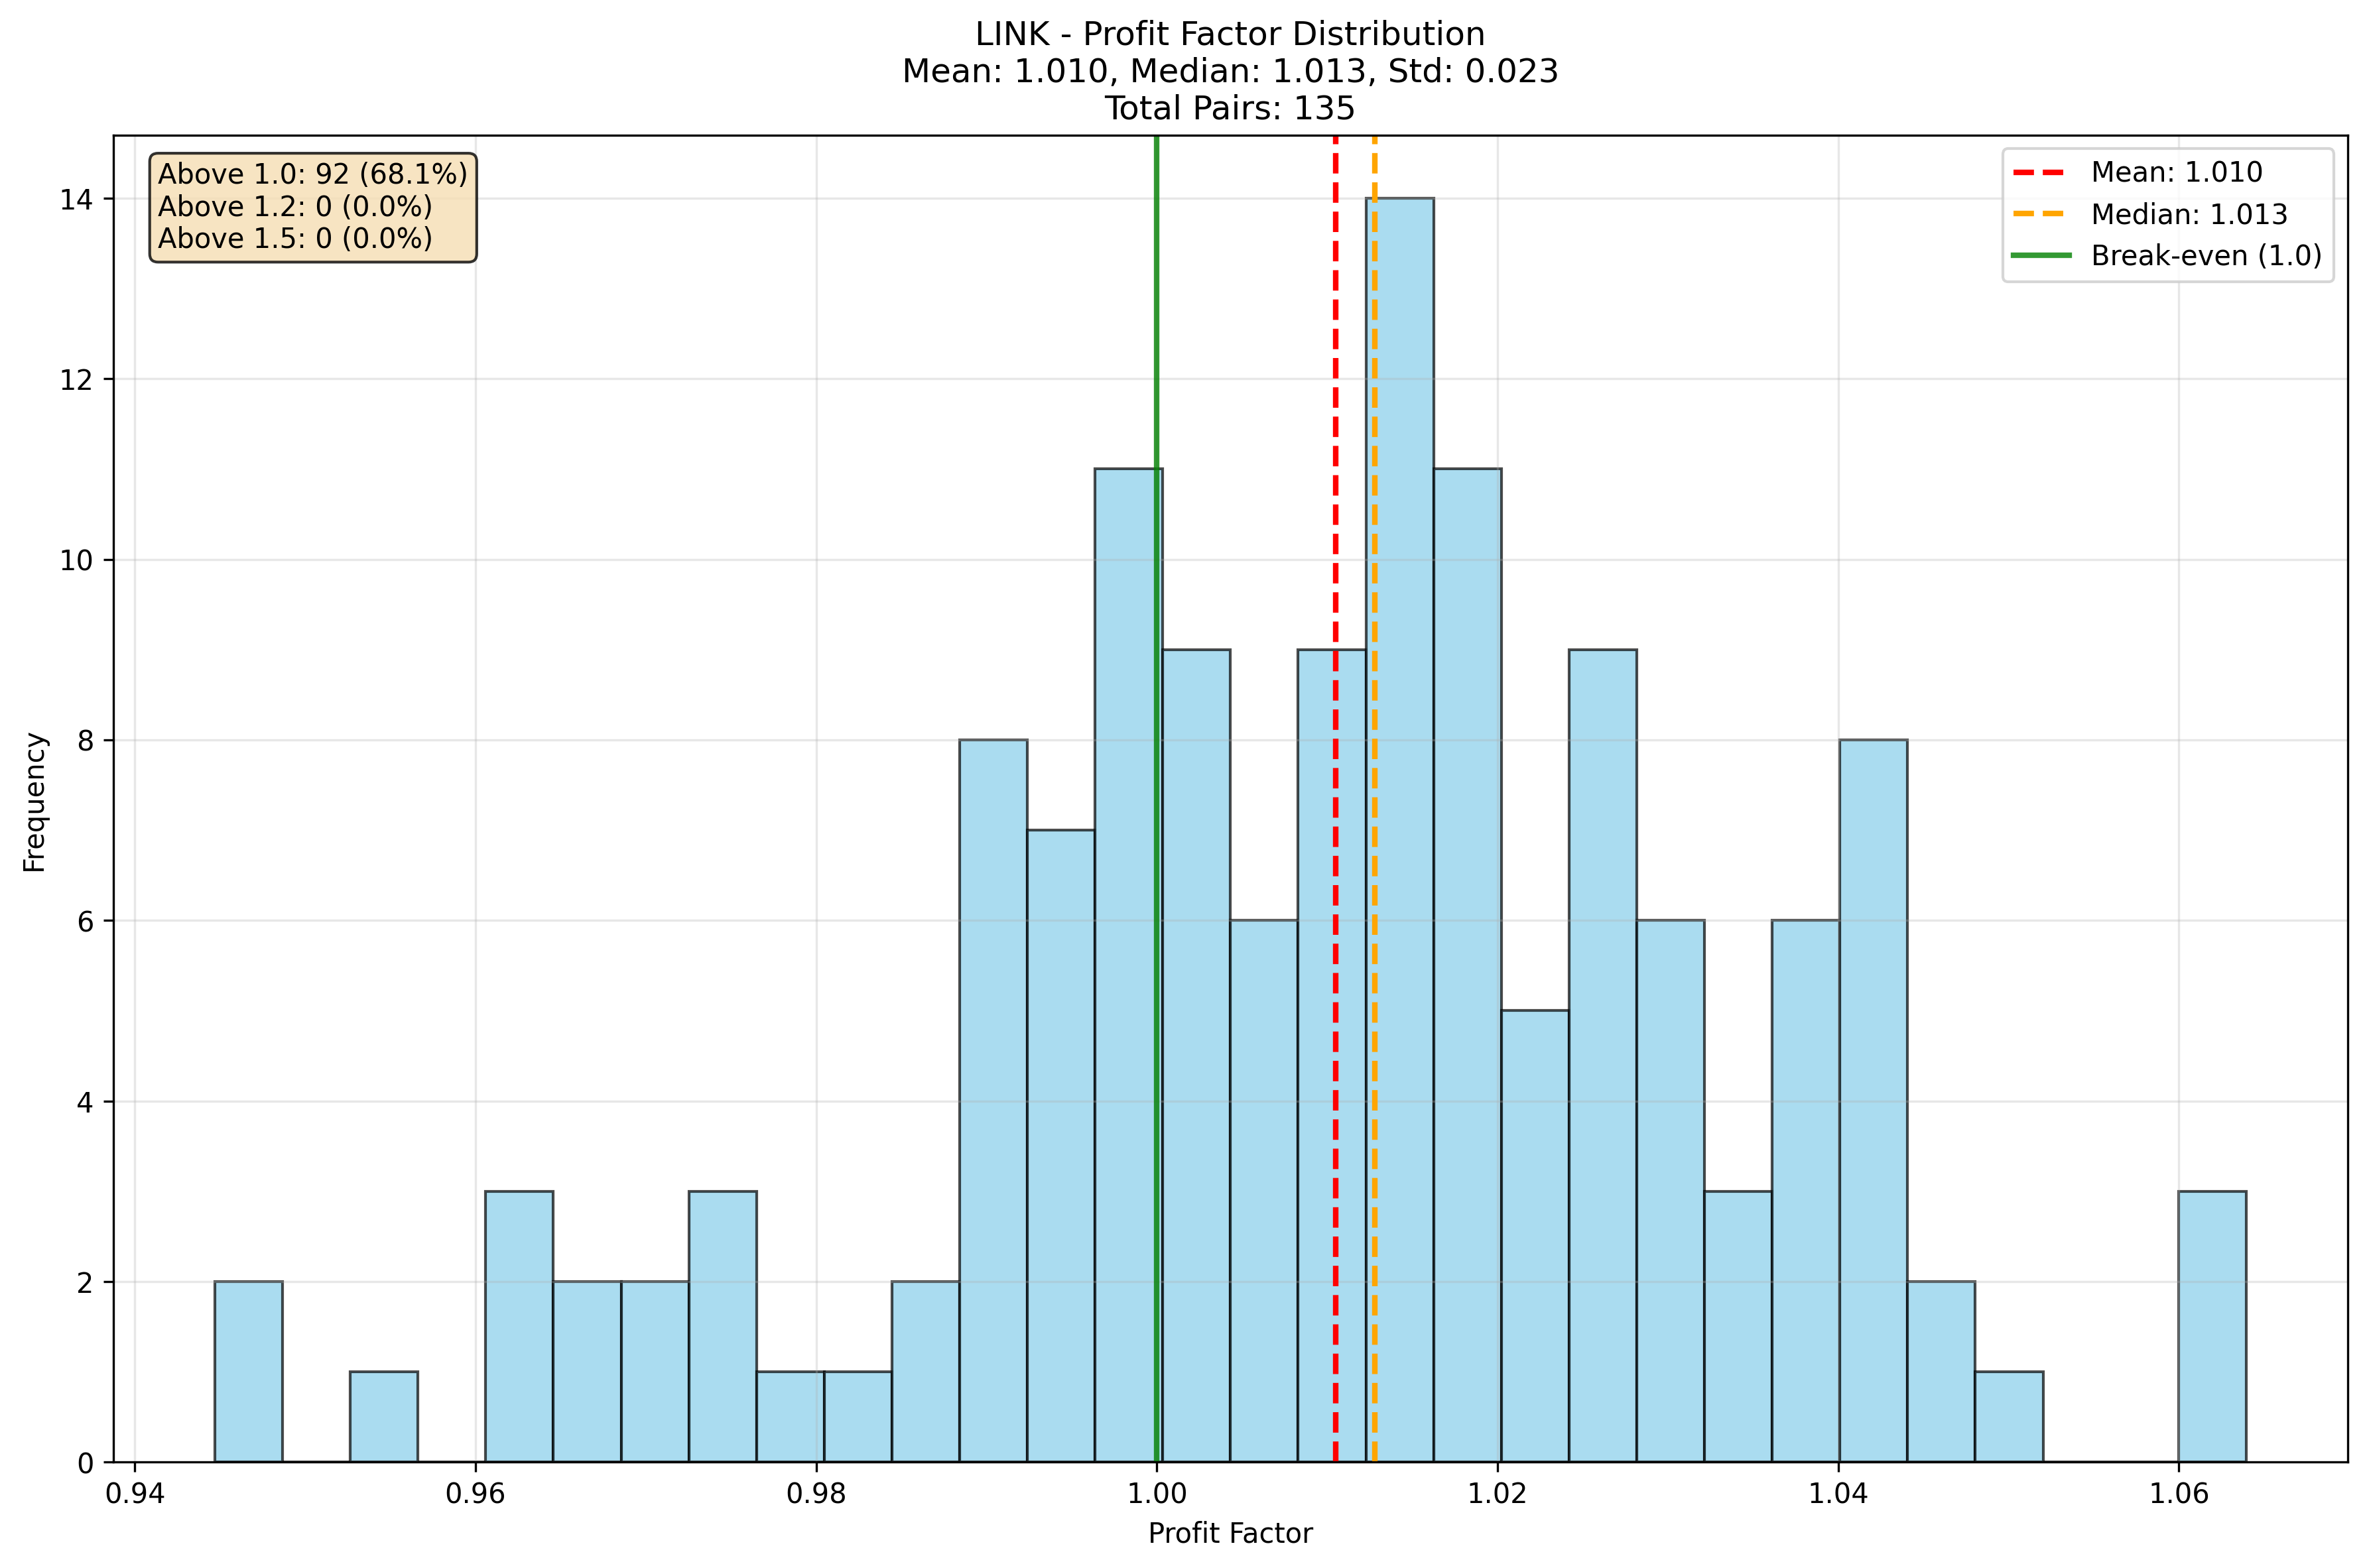 LINK - Profit Factor Distribution
Mean: 1.010, Median: 1.013, Std: 0.023
Total Pairs: 135
Above 1.0: 92 (68.1%)
Above 1.2: 0 (0.0%)
Above 1.5: 0 (0.0%)
Mean: 1.010
Median: 1.013
Break-even (1.0)
Frequency
14
12
10
8
6
4
2
0
0.94 0.96 0.98 1.00 1.02 1.04 1.06
Profit Factor